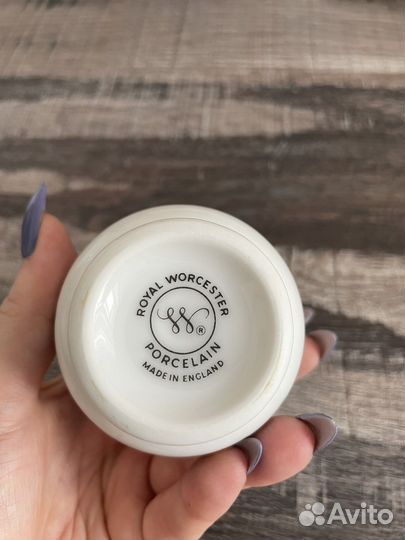 ROYAL WORCESTER
®
PORCELAIN
MADE IN ENGLAND
Avito